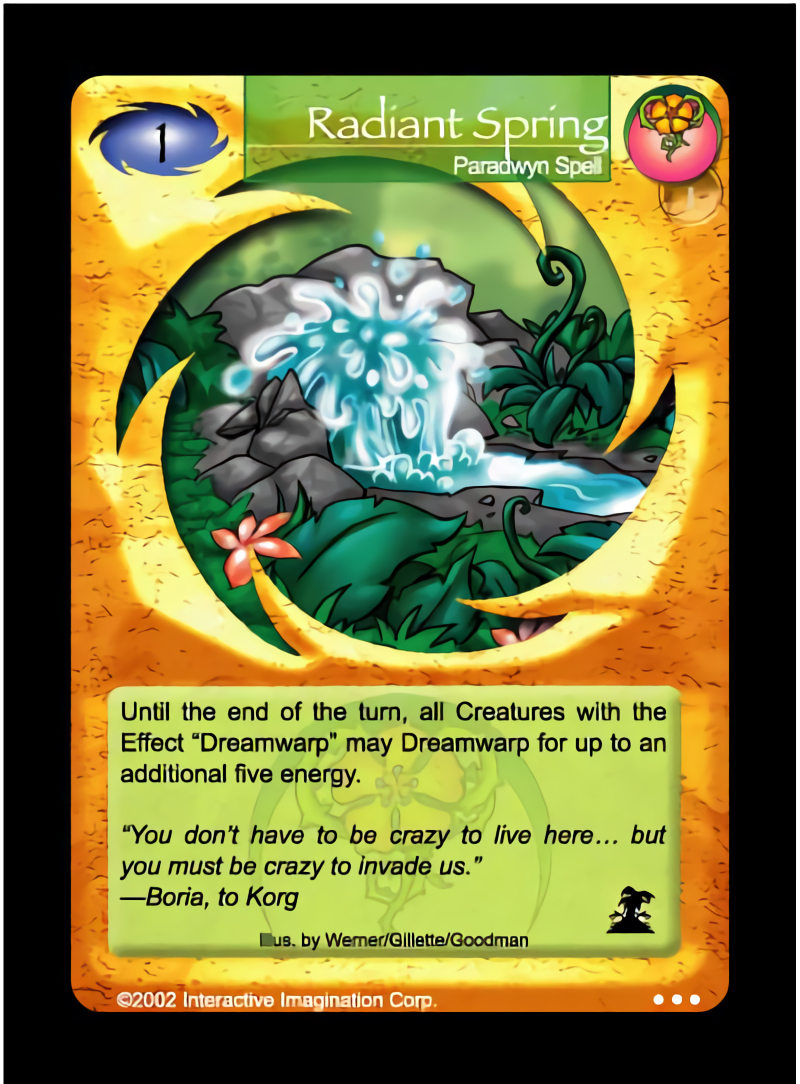 1
Radiant Spring
Paradwyn Spell
Until the end of the turn, all Creatures with the
Effect “Dreamwarp” may Dreamwarp for up to an
additional five energy.
“You don’t have to be crazy to live here… but
you must be crazy to invade us.”
—Boria, to Korg
Illus. by Werner/Gillette/Goodman
©2002 Interactive Imagination Corp.